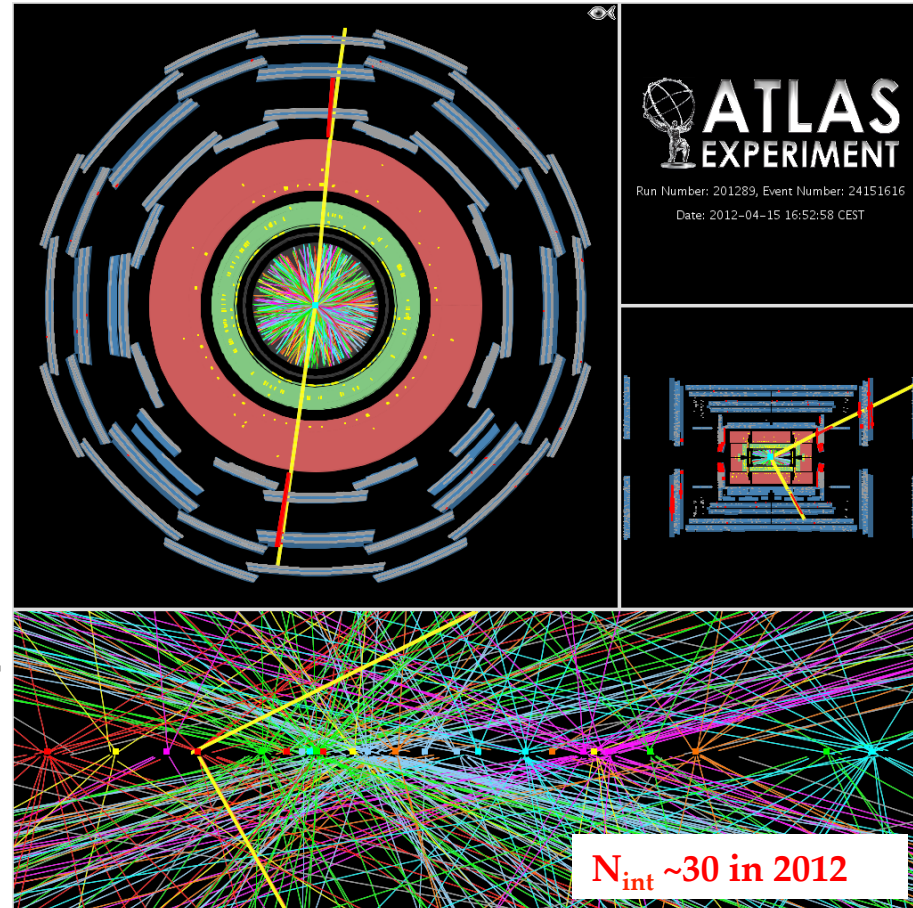 ATLAS
EXPERIMENT
Run Number: 201289, Event Number: 24151616
Date: 2012-04-15 16:52:58 CEST
N_int ~30 in 2012